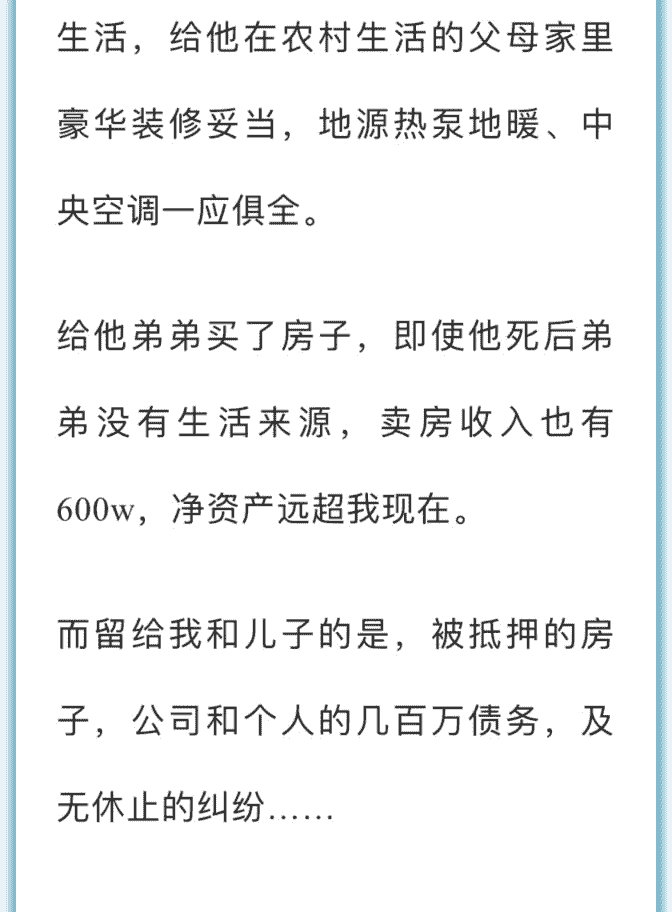 生活，给他在农村生活的父母家里
豪华装修妥当，地源热泵地暖、中
央空调一应俱全。
给他弟弟买了房子，即使他死后弟
弟没有生活来源，卖房收入也有
600w，净资产远超我现在。
而留给我和儿子的是，被抵押的房
子，公司和个人的几百万债务，及
无休止的纠纷……